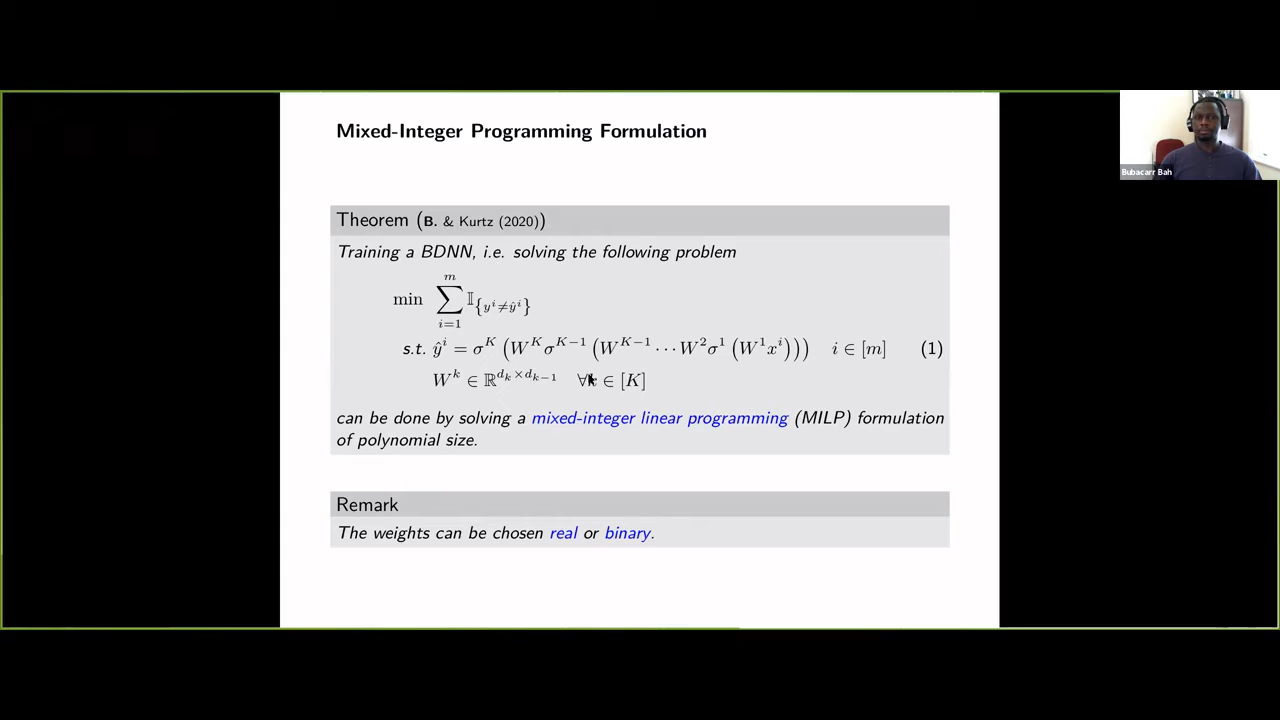 Mixed-Integer Programming Formulation
Bubacarr Bah
Theorem (B. & Kurtz (2020))
Training a BDNN, i.e. solving the following problem
min ∑_{i=1}^{m} 𝕀_{{y^i≠ŷ^i}}
s.t. ŷ^i = σ^K (W^K σ^{K−1} (W^{K−1} ··· W^2 σ^1 (W^1 x^i))) i ∈ [m] (1)
W^k ∈ ℝ^{d_k×d_{k−1}} ∀k ∈ [K]
can be done by solving a mixed-integer linear programming (MILP) formulation
of polynomial size.
Remark
The weights can be chosen real or binary.